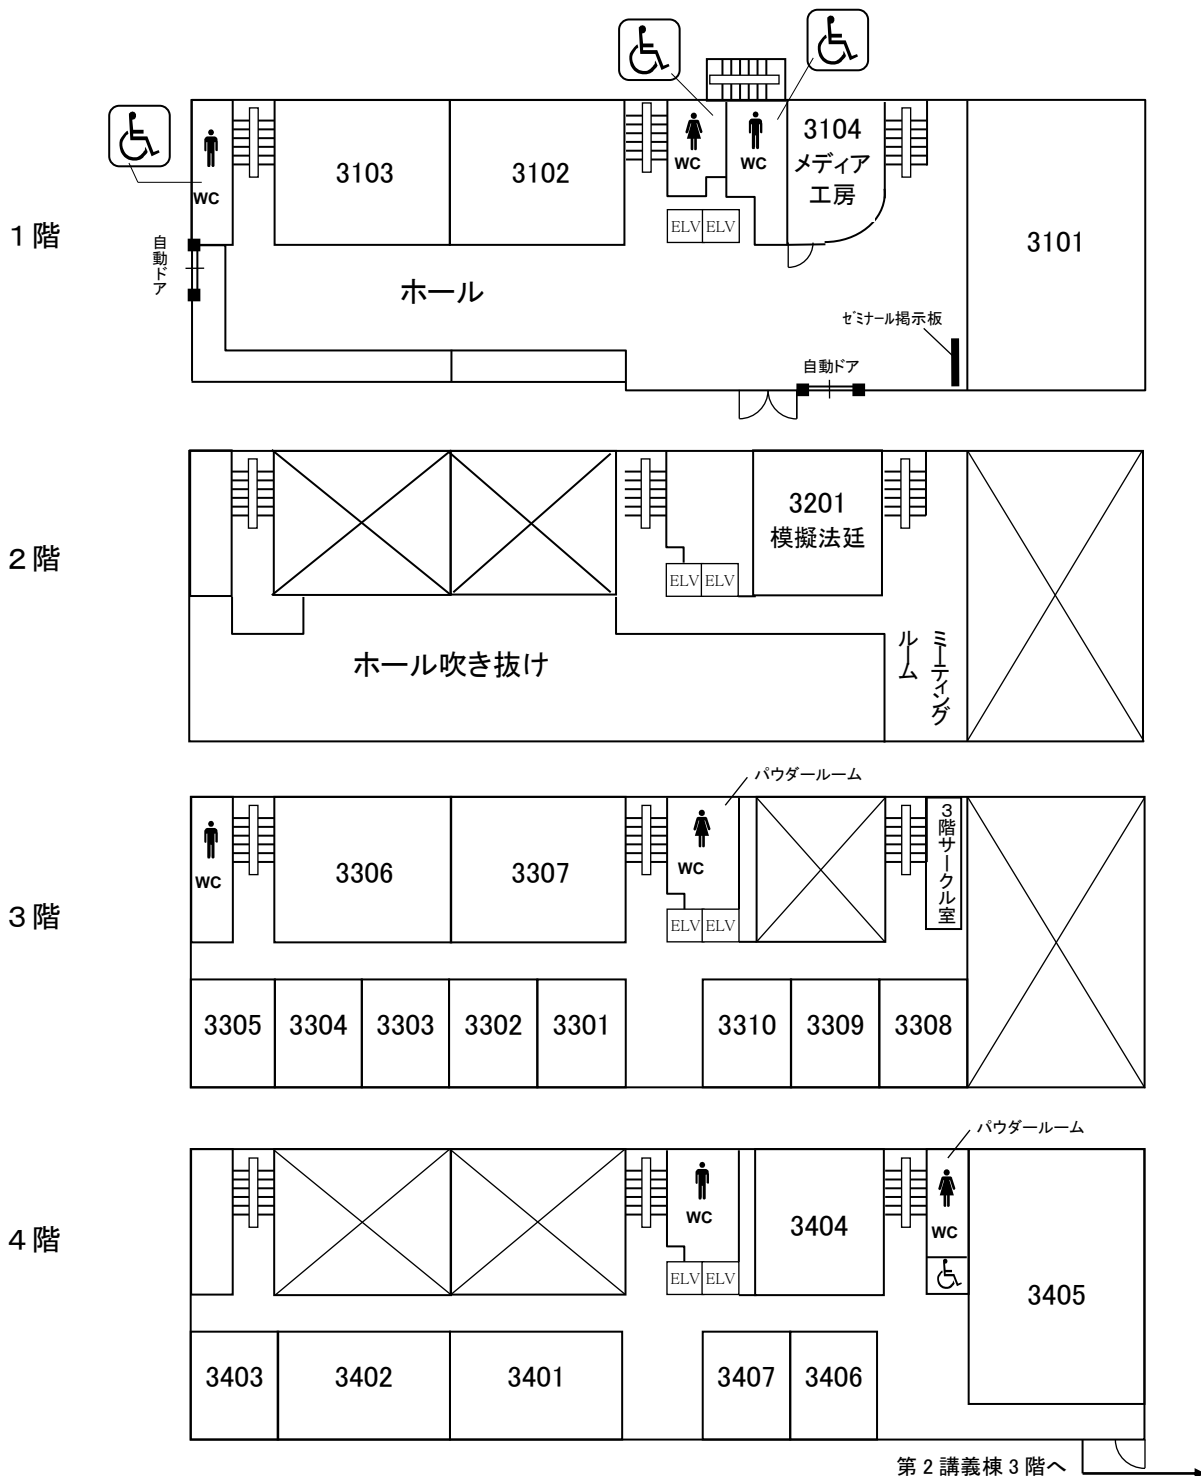 1階
WC
3103
3102
WC
WC
3104
メディア
工房
ELV ELV
3101
自動ドア
ホール
ｾﾞﾐﾅｰﾙ掲示板
自動ドア
2階
3201
模擬法廷
ELV ELV
ホール吹き抜け
ミーティング
ルーム
3階
パウダールーム
WC
3306
3307
WC
ELV ELV
3階サークル室
3305
3304
3303
3302
3301
3310
3309
3308
4階
パウダールーム
WC
ELV ELV
3404
WC
3405
3403
3402
3401
3407
3406
第2講義棟3階へ